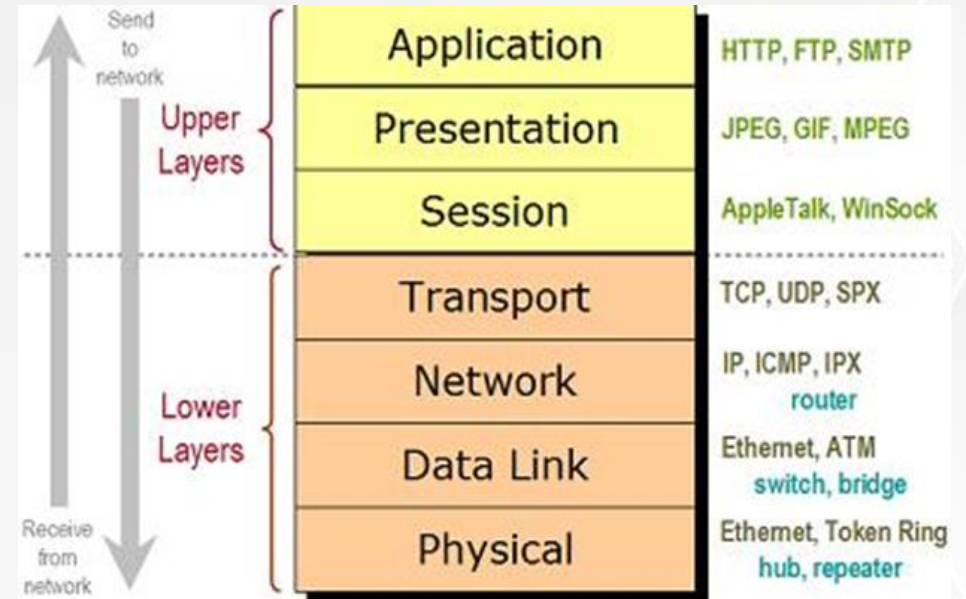 Send
to
network
Upper
Layers
Application
HTTP, FTP, SMTP
Presentation
JPEG, GIF, MPEG
Session
AppleTalk, WinSock
Lower
Layers
Transport
TCP, UDP, SPX
Network
IP, ICMP, IPX
router
Data Link
Ethernet, ATM
switch, bridge
Physical
Ethernet, Token Ring
hub, repeater
Receive
from
network